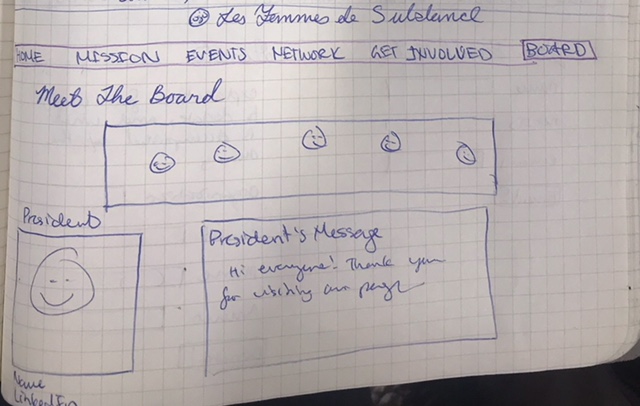 Les Femmes de Substance
HOME MISSION EVENTS NETWORK GET INVOLVED BOARD
Meet The Board
President
President's Message
Hi everyone! Thank you
for visiting our page
Name
LinkedIn